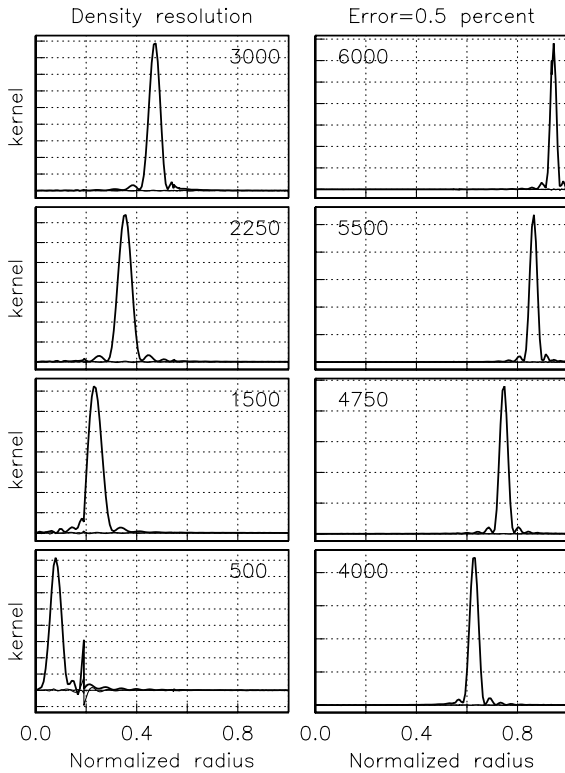 Density resolution
Error=0.5 percent
kernel
3000
6000
kernel
2250
5500
kernel
1500
4750
kernel
500
4000
0.0 0.4 0.8
0.0 0.4 0.8
Normalized radius
Normalized radius